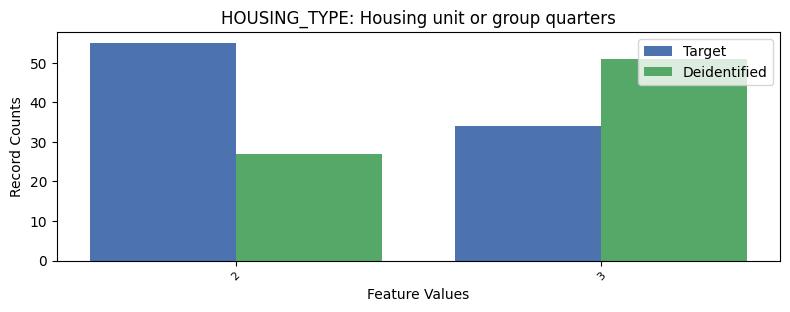 HOUSING_TYPE: Housing unit or group quarters
Target
Deidentified
Record Counts
50
40
30
20
10
0
2
3
Feature Values